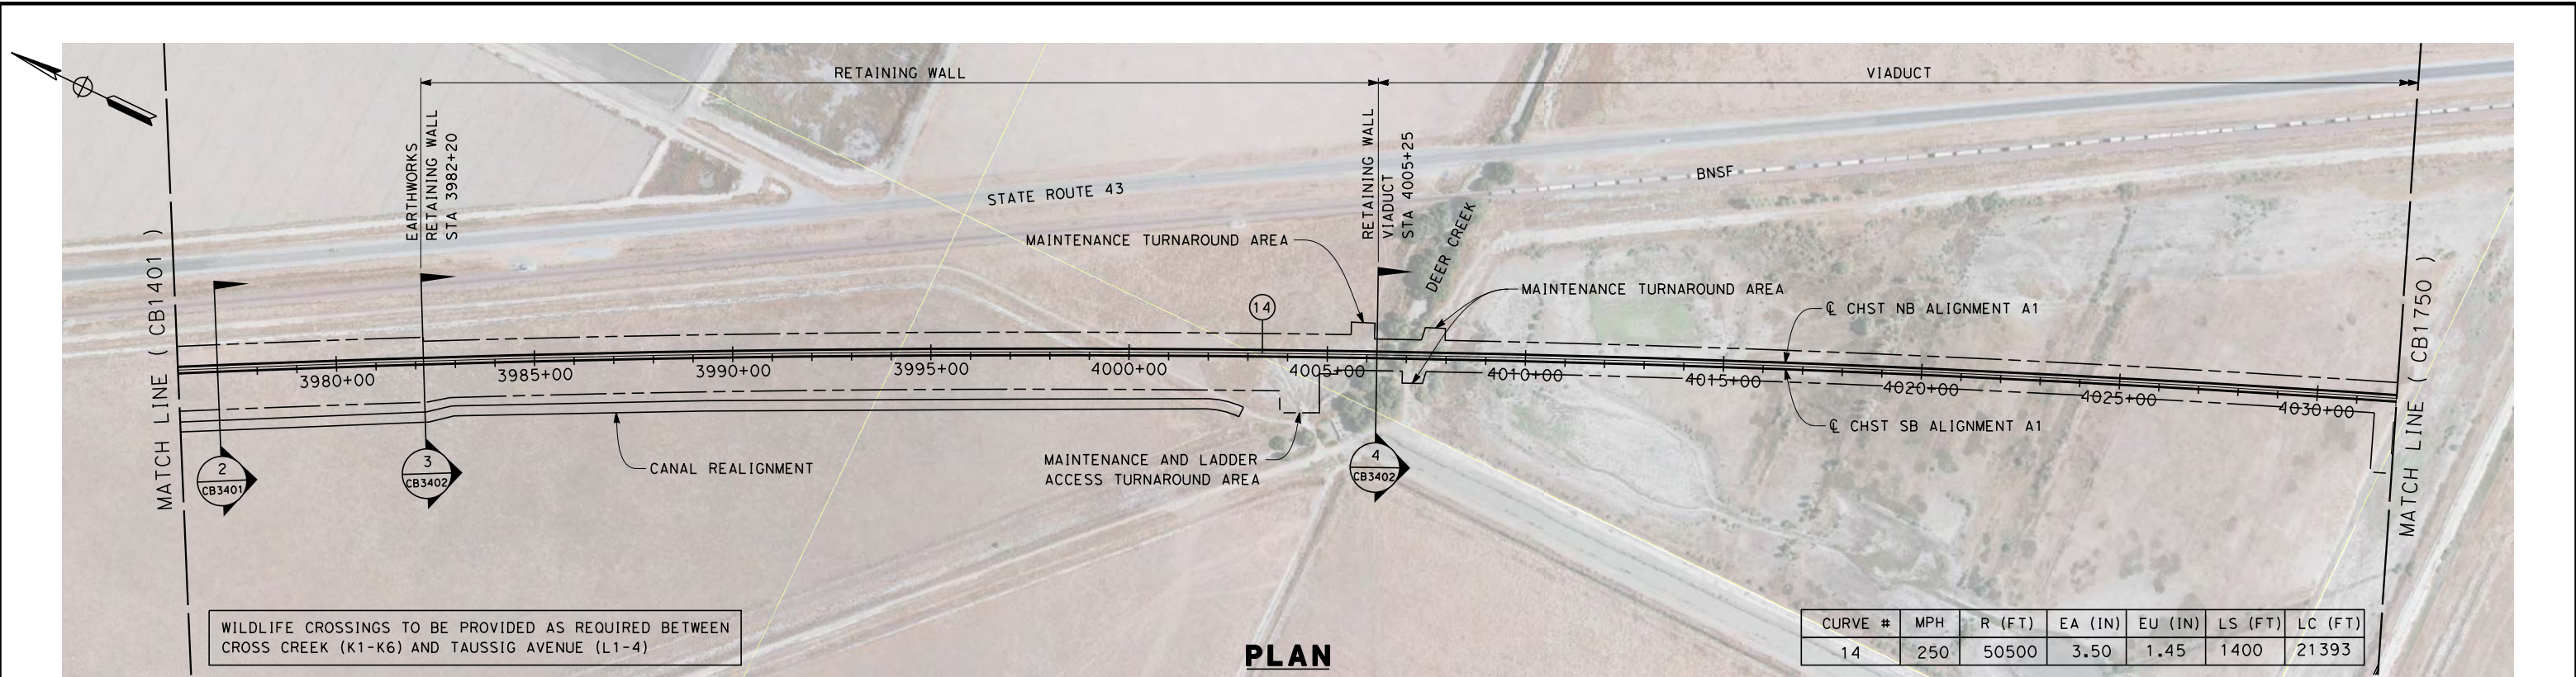 RETAINING WALL
VIADUCT
EARTHWORKS
RETAINING WALL
STA 3982+20
RETAINING WALL
VIADUCT
STA 4005+25
STATE ROUTE 43
BNSF
DEER CREEK
MAINTENANCE TURNAROUND AREA
MAINTENANCE TURNAROUND AREA
14
℄ CHST NB ALIGNMENT A1
MATCH LINE ( CB1401 )
MATCH LINE ( CB1750 )
3980+00
3985+00
3990+00
3995+00
4000+00
4005+00
4010+00
4015+00
4020+00
4025+00
4030+00
℄ CHST SB ALIGNMENT A1
2
CB3401
3
CB3402
CANAL REALIGNMENT
MAINTENANCE AND LADDER
ACCESS TURNAROUND AREA
4
CB3402
WILDLIFE CROSSINGS TO BE PROVIDED AS REQUIRED BETWEEN
CROSS CREEK (K1-K6) AND TAUSSIG AVENUE (L1-4)
PLAN
CURVE # MPH R (FT) EA (IN) EU (IN) LS (FT) LC (FT)
14 250 50500 3.50 1.45 1400 21393